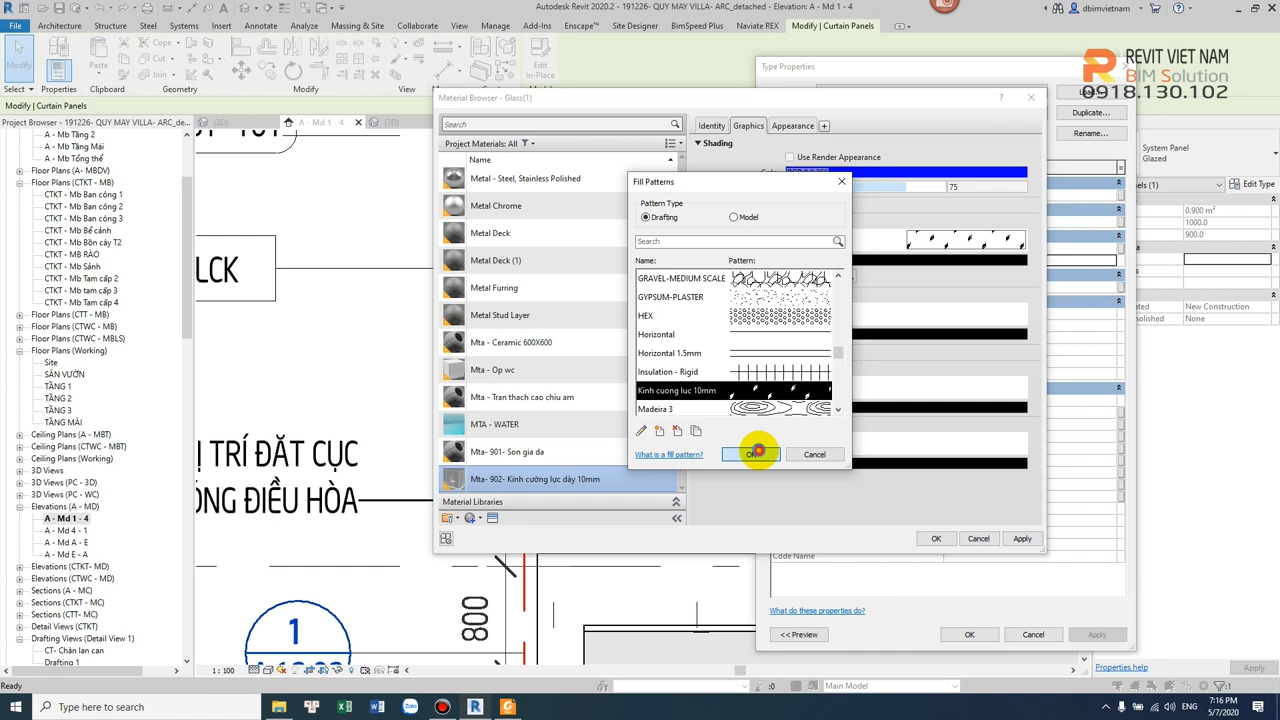 Autodesk Revit 2020.2 - 191226- QUY MAY VILLA- ARC_detached - Elevation: A - Md 1 - 4
dbimvietnam
File Architecture Structure Systems Insert Annotate Analyze Massing & Site Collaborate View Manage Add-Ins Enscape™ Site Designer BIM Interoperability Tools BimSpeed Plus Naviate REX Modify | Curtain Panels
Modify
Paste
Cope
Cut
Join
Edit
In-Place
Select Properties Clipboard Geometry Modify View
REVIT VIET NAM
BIM Solution
0918.130.102
Modify | Curtain Panels
Project Browser - 191226- QUY MAY VILLA- ARC_de...
{3D}
A - Md 1 - 4
{3D}
A - Mb Tầng 2
A - Mb Tầng Mái
A - Mb Tổng thể
Floor Plans (A- MBDV)
Floor Plans (CTKT - MB)
CTKT - Mb Ban công 1
CTKT - Mb Ban công 2
CTKT - Mb Ban công 3
CTKT - Mb Bể cảnh
CTKT - Mb Bồn cây T2
CTKT - MB RÀO
CTKT - Mb Sảnh
CTKT - Mb Tam cấp 2
CTKT - Mb tam cấp 3
CTKT - Mb Tam cấp 4
Floor Plans (CTT - MB)
Floor Plans (CTWC - MB)
Floor Plans (CTWC - MBLS)
Floor Plans (Working)
Site
SÂN VƯỜN
TẦNG 1
TẦNG 2
TẦNG 3
TẦNG MÁI
Ceiling Plans (A - MBT)
Ceiling Plans (CTWC - MBT)
Ceiling Plans (Working)
3D Views
3D Views (PC - 3D)
3D Views (PC - WC)
Elevations (A - MD)
A - Md 1 - 4
A - Md 4 - 1
A - Md A - E
A - Md E - A
Elevations (CTKT- MD)
Elevations (CTWC - MD)
Sections (A - MC)
Sections (CTKT - MC)
Sections (CTT- MC)
Detail Views (CTKT)
Drafting Views (Detail View 1)
CT- Chân lan can
Drafting 1
LCK
Ị TRÍ ĐẶT CỤC
ÓNG ĐIỀU HÒA
1
800
Material Browser - Glass(1)
Search
Project Materials: All
Name
Metal - Steel, Stainless Polished
Metal Chrome
Metal Deck
Metal Deck (1)
Metal Furring
Metal Stud Layer
Mta - Ceramic 600X600
Mta - Op wc
Mta - Tran thach cao chiu am
MTA - WATER
Mta- 901- Son gia da
Mta- 902- Kính cường lực dày 10mm
Material Libraries
Identity Graphics Appearance
Shading
Use Render Appearance
75
OK Cancel Apply
Fill Patterns
Pattern Type
Drafting Model
Search
Name: Pattern:
GRAVEL-MEDIUM SCALE
GYPSUM-PLASTER
HEX
Horizontal
Horizontal 1.5mm
Insulation - Rigid
Kinh cuong luc 10mm
Madeira 3
What is a fill pattern?
OK Cancel
Type Properties
Load...
Duplicate...
Rename...
Code Name
What do these properties do?
<< Preview OK Cancel Apply
System Panel
Glazed
Edit Type
0.900 m²
1000.0
900.0
New Construction
None
Properties help Apply
1 : 100
Ready
:0
Main Model
:1
Type here to search
7:16 PM
5/7/2020